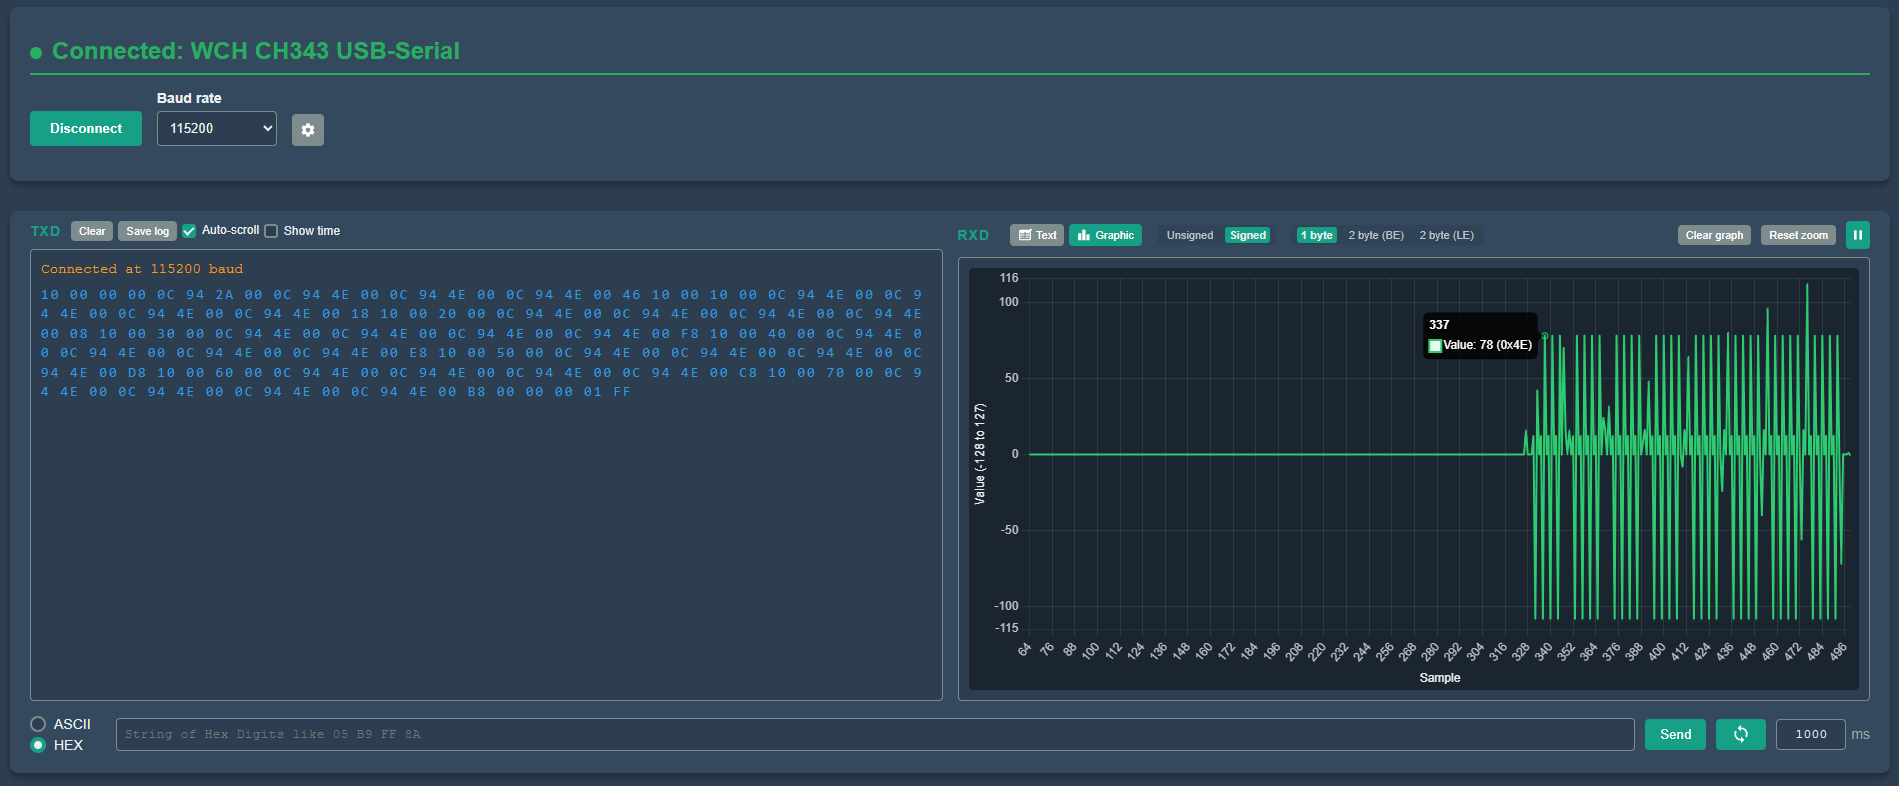 Connected: WCH CH343 USB-Serial
Baud rate
Disconnect
115200
TXD Clear Save log Auto-scroll Show time
Connected at 115200 baud
10 00 00 00 0C 94 2A 00 0C 94 4E 00 0C 94 4E 00 0C 94 4E 00 46 10 00 10 00 0C 94 4E 00 0C 9
4 4E 00 0C 94 4E 00 0C 94 4E 00 18 10 00 20 00 0C 94 4E 00 0C 94 4E 00 0C 94 4E 00 0C 94 4E
00 08 10 00 30 00 0C 94 4E 00 0C 94 4E 00 0C 94 4E 00 0C 94 4E 00 F8 10 00 40 00 0C 94 4E 0
0 0C 94 4E 00 0C 94 4E 00 0C 94 4E 00 E8 10 00 50 00 0C 94 4E 00 0C 94 4E 00 0C 94 4E 00 0C
94 4E 00 D8 10 00 60 00 0C 94 4E 00 0C 94 4E 00 0C 94 4E 00 0C 94 4E 00 C8 10 00 70 00 0C 9
4 4E 00 0C 94 4E 00 0C 94 4E 00 0C 94 4E 00 B8 00 00 00 01 FF
RXD Text Graphic Unsigned Signed 1 byte 2 byte (BE) 2 byte (LE) Clear graph Reset zoom
116
100
50
0
-50
-100
-115
Value (-128 to 127)
337
Value: 78 (0x4E)
64 76 88 100 112 124 136 148 160 172 184 196 208 220 232 244 256 268 280 292 304 316 328 340 352 364 376 388 400 412 424 436 448 460 472 484 496
Sample
ASCII
HEX
String of Hex Digits like 05 B9 FF 8A
Send
1000 ms